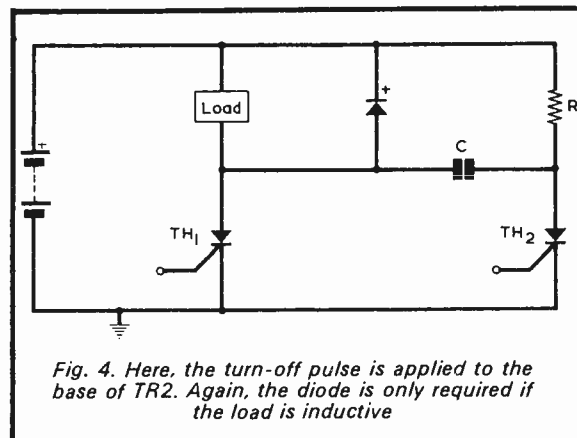 +
+
Load
R
C
TH1
TH2
Fig. 4. Here, the turn-off pulse is applied to the
base of TR2. Again, the diode is only required if
the load is inductive